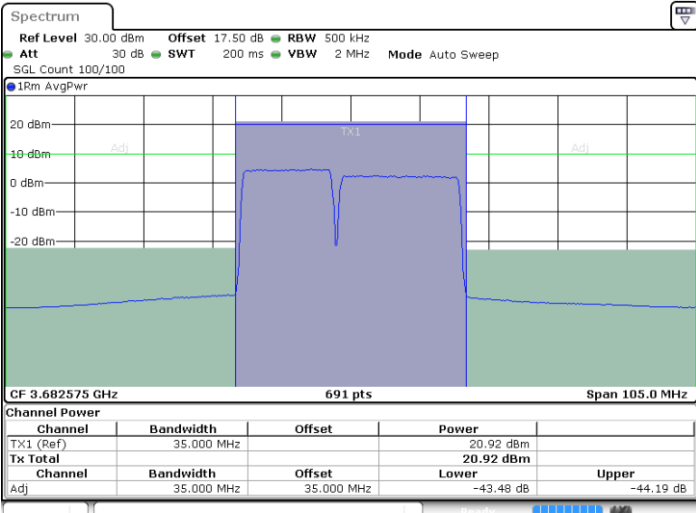 Spectrum
Ref Level 30.00 dBm Offset 17.50 dB RBW 500 kHz
Att 30 dB SWT 200 ms VBW 2 MHz Mode Auto Sweep
SGL Count 100/100
1Rm AvgPwr
20 dBm
TX1
Adj Adj
10 dBm
0 dBm
-10 dBm
-20 dBm
CF 3.682575 GHz 691 pts Span 105.0 MHz
Channel Power
Channel Bandwidth Offset Power
TX1 (Ref) 35.000 MHz 20.92 dBm
Tx Total 20.92 dBm
Channel Bandwidth Offset Lower Upper
Adj 35.000 MHz 35.000 MHz -43.48 dB -44.19 dB